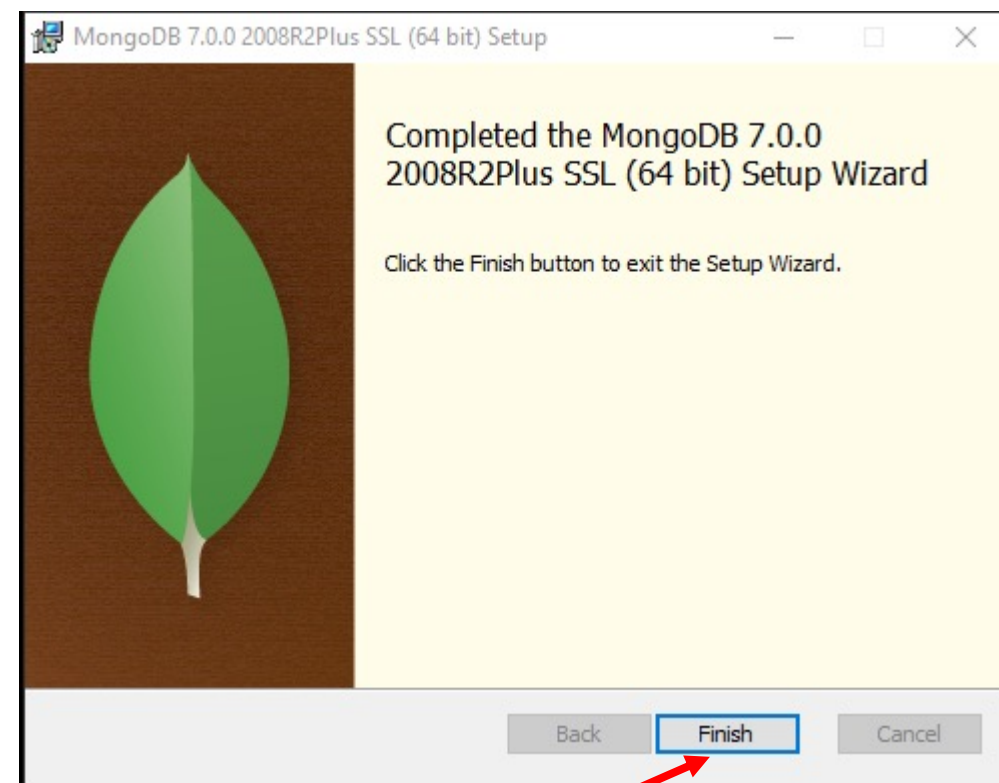 MongoDB 7.0.0 2008R2Plus SSL (64 bit) Setup
Completed the MongoDB 7.0.0
2008R2Plus SSL (64 bit) Setup Wizard
Click the Finish button to exit the Setup Wizard.
Back Finish Cancel